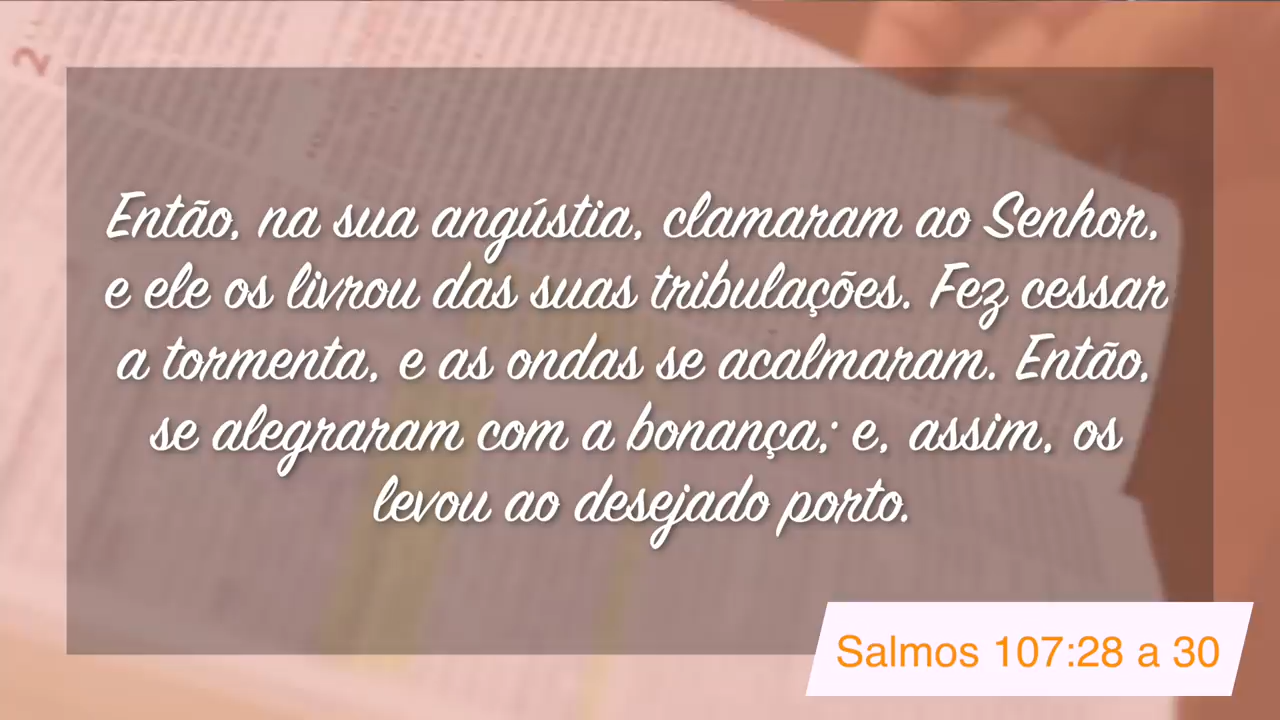 Então, na sua angústia, clamaram ao Senhor,
e ele os livrou das suas tribulações. Fez cessar
a tormenta, e as ondas se acalmaram. Então,
se alegraram com a bonança; e, assim, os
levou ao desejado porto.
Salmos 107:28 a 30